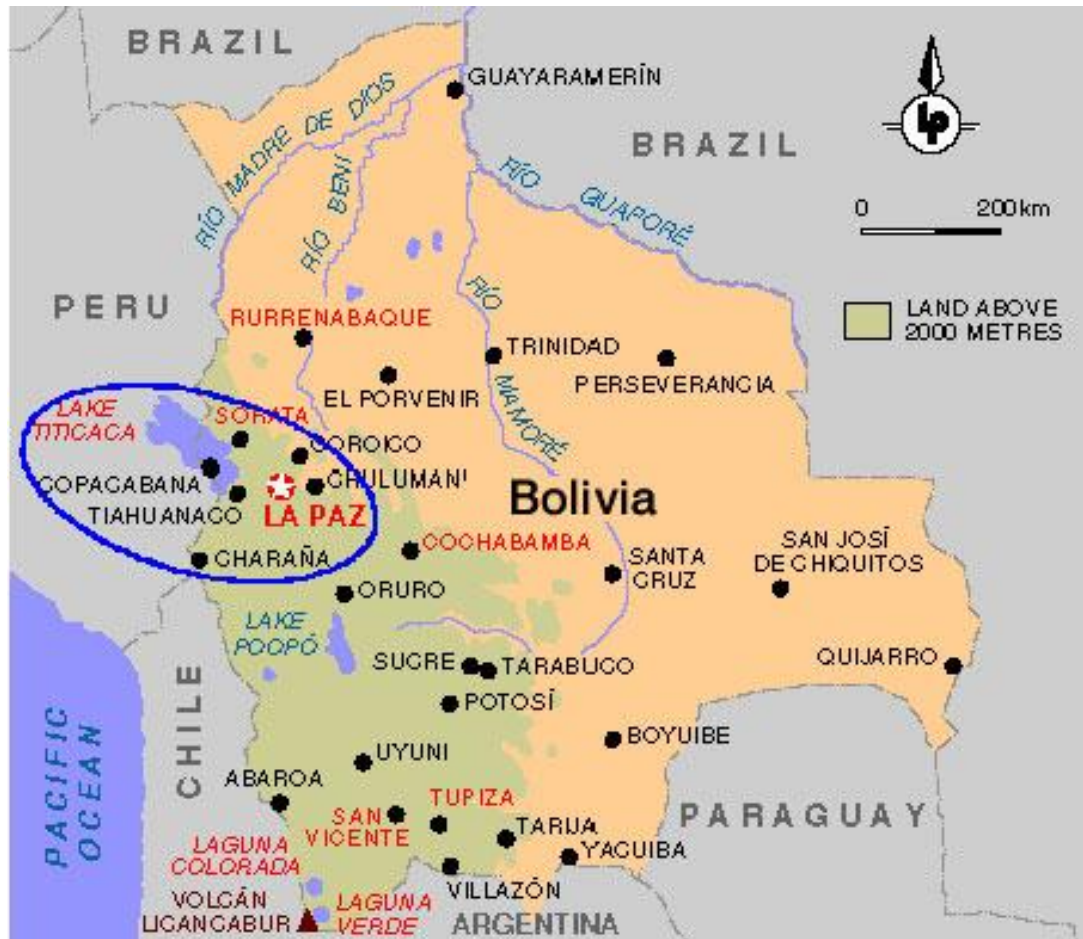 BRAZIL
GUAYARAMERÍN
RÍO MADRE DE DIOS
RÍO BENÍ
BRAZIL
RÍO GUAPORÉ
Lp
0 200km
PERU
RURRENABAQUE
RÍO MAMORÉ
TRINIDAD
PERSEVERANCIA
LAND ABOVE
2000 METRES
EL PORVENIR
LAKE
TITICACA
SORATA
COROICO
COPACABANA
CHULUMANI
TIAHUANACO
LA PAZ
Bolivia
CHARAÑA
COCHABAMBA
SANTA
CRUZ
SAN JOSÍ
DE CHIQUITOS
ORURO
LAKE
POOPÓ
SUCRE
TARABUCO
QUIJARRO
POTOSÍ
CHILE
PACIFIC
OCEAN
UYUNI
BOYUIBE
ABAROA
SAN
VICENTE
TUPIZA
TARIJA
PARAGUAY
YACUIBA
LAGUNA
COLORADA
VILLAZÓN
VOLCÁN
LICANCABUR
LAGUNA
VERDE
ARGENTINA